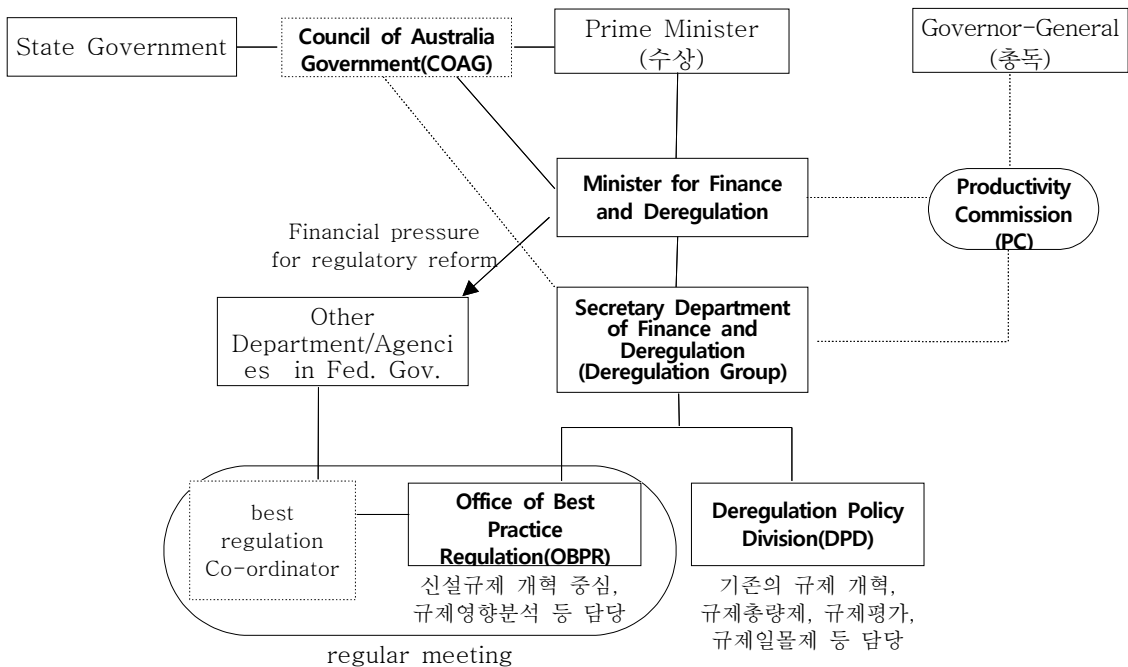 State Government
Council of Australia
Government(COAG)
Prime Minister
(수상)
Governor-General
(총독)
Minister for Finance
and Deregulation
Productivity
Commission
(PC)
Financial pressure
for regulatory reform
Other
Department/Agenci
es in Fed. Gov.
Secretary Department
of Finance and
Deregulation
(Deregulation Group)
best
regulation
Co-ordinator
Office of Best
Practice
Regulation(OBPR)
Deregulation Policy
Division(DPD)
신설규제 개혁 중심,
규제영향분석 등 담당
기존의 규제 개혁,
규제총량제, 규제평가,
규제일몰제 등 담당
regular meeting